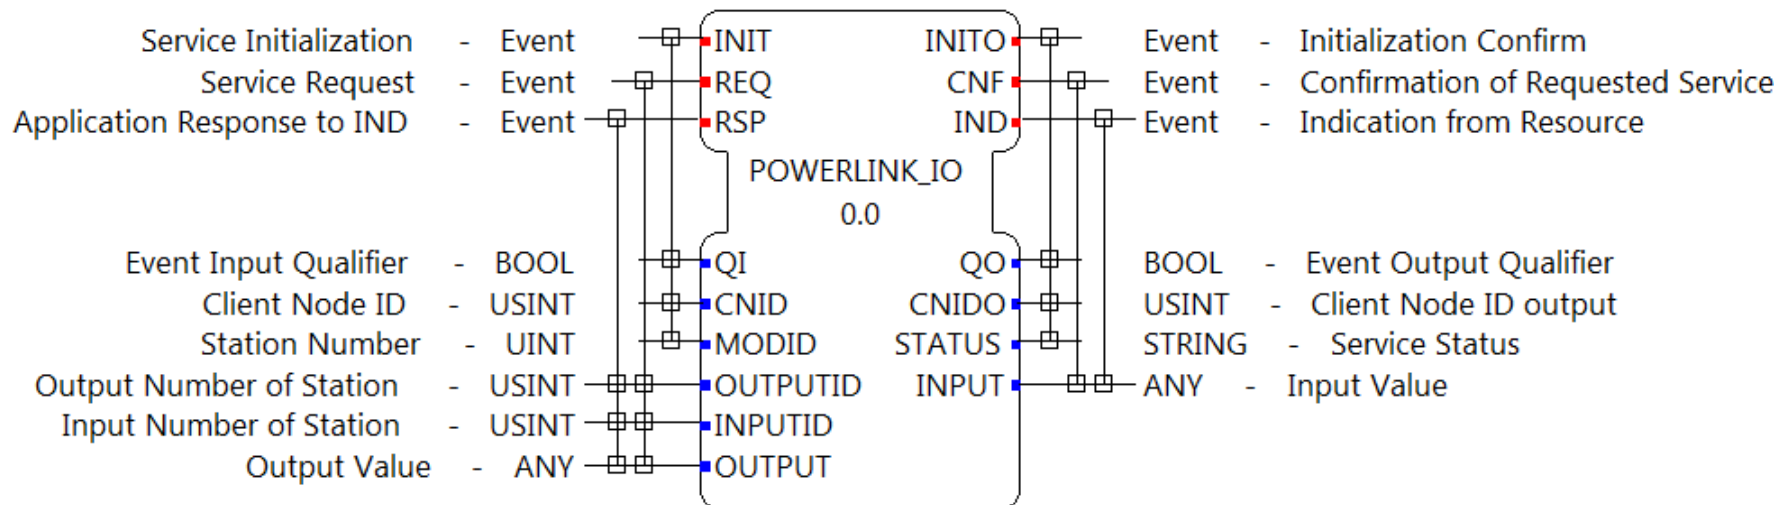 Service Initialization - Event INIT INITO Event - Initialization Confirm
Service Request - Event REQ CNF Event - Confirmation of Requested Service
Application Response to IND - Event RSP IND Event - Indication from Resource
POWERLINK_IO
0.0
Event Input Qualifier - BOOL QI QO BOOL - Event Output Qualifier
Client Node ID - USINT CNID CNIDO USINT - Client Node ID output
Station Number - UINT MODID STATUS STRING - Service Status
Output Number of Station - USINT OUTPUTID INPUT ANY - Input Value
Input Number of Station - USINT INPUTID
Output Value - ANY OUTPUT